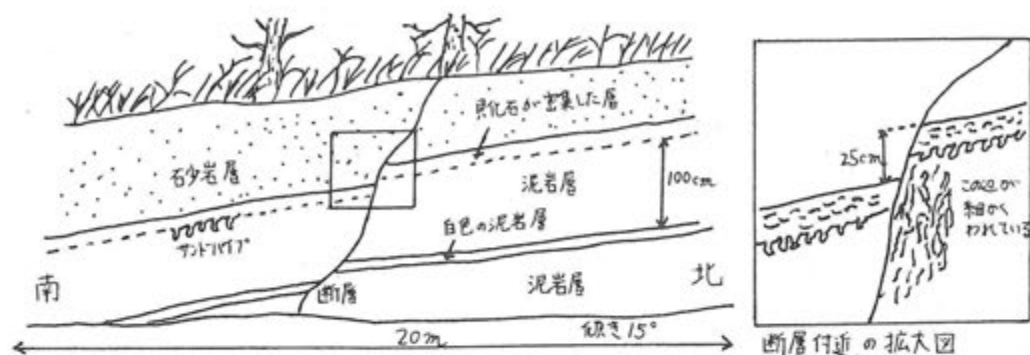 貝化石が密集した層
砂岩層
泥岩層
100cm
サンドパイプ
白色の泥岩層
南
断層
泥岩層
北
20m
傾き15°
25cm
この辺が
細かく
われている
断層付近の拡大図